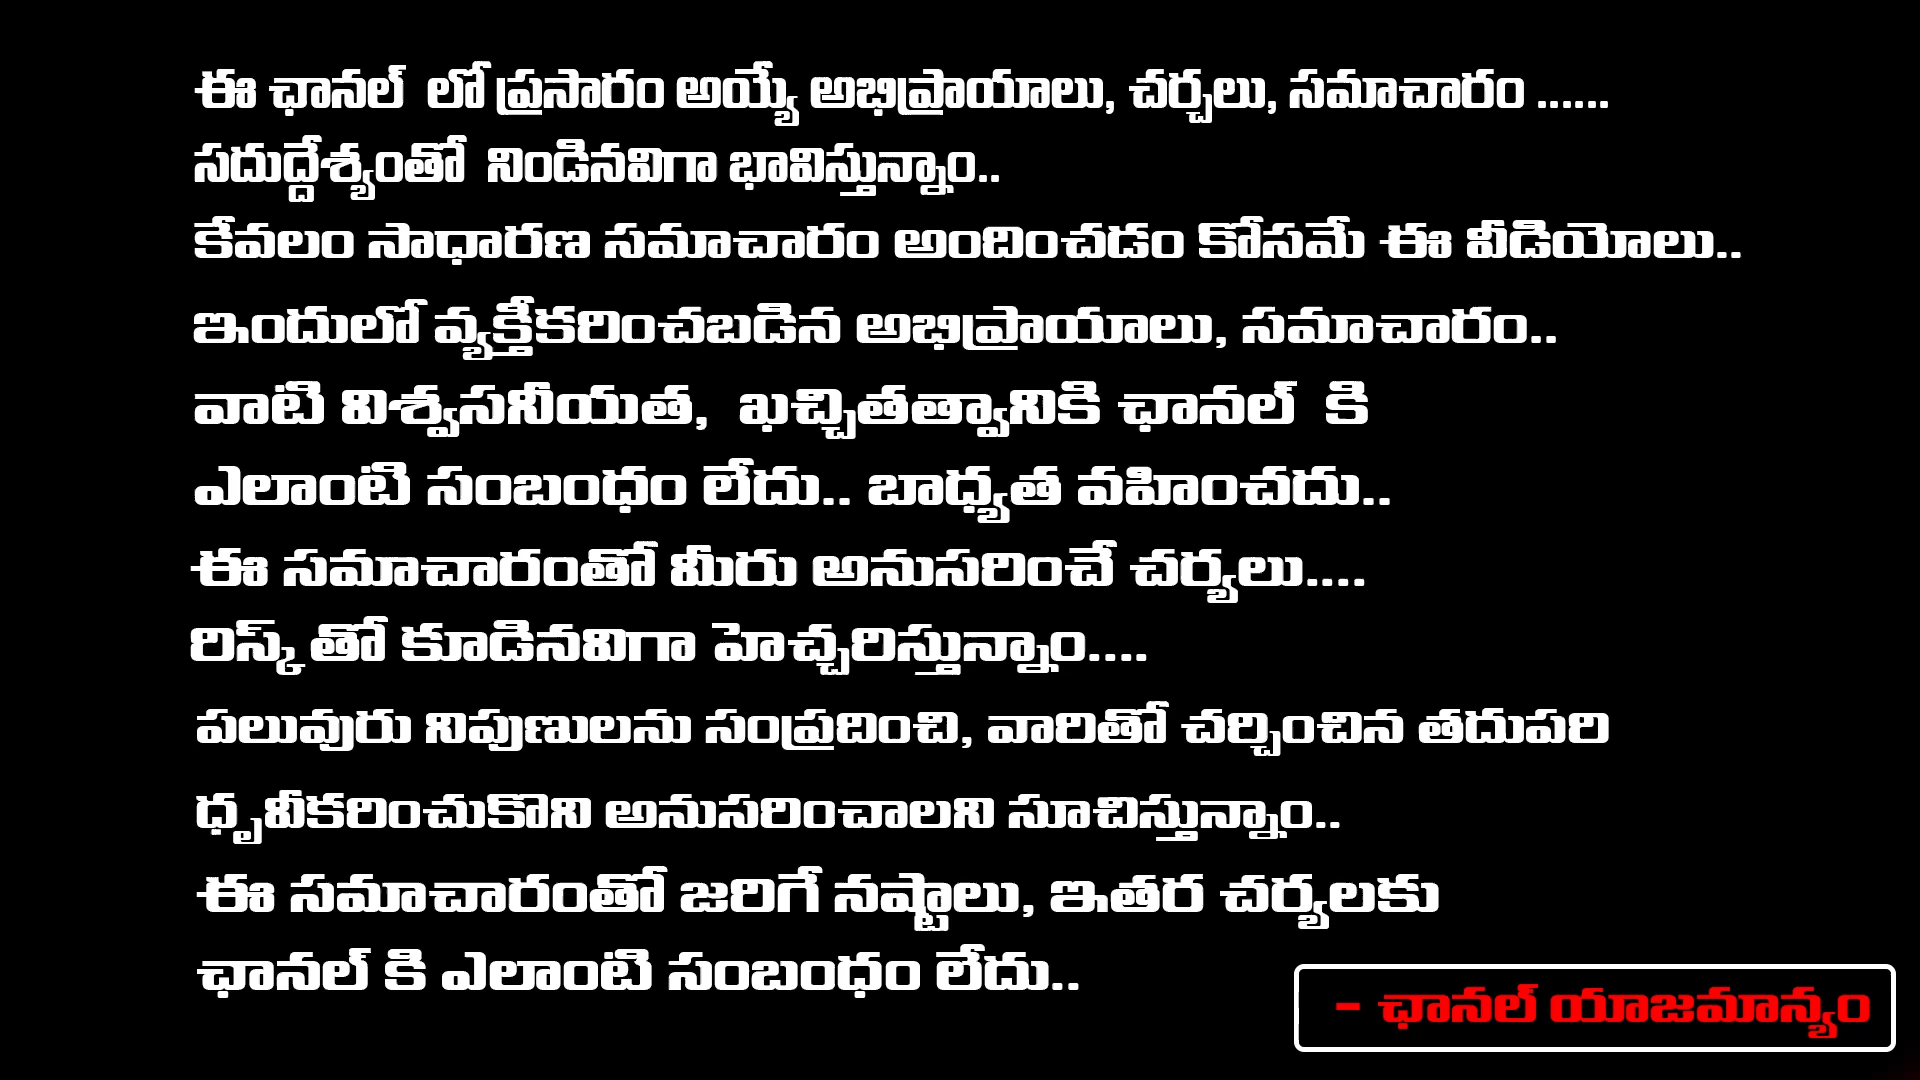 ఈ ఛానల్ లో ప్రసారం అయ్యే అభిప్రాయాలు, చర్చలు, సమాచారం ......
సదుద్దేశ్యంతో నిండినవిగా భావిస్తున్నాం..
కేవలం సాధారణ సమాచారం అందించడం కోసమే ఈ వీడియోలు..
ఇందులో వ్యక్తీకరించబడిన అభిప్రాయాలు, సమాచారం..
వాటి విశ్వసనీయత, ఖచ్చితత్వానికి ఛానల్ కి
ఎలాంటి సంబంధం లేదు.. బాధ్యత వహించదు..
ఈ సమాచారంతో మీరు అనుసరించే చర్యలు....
రిస్క్ తో కూడినవిగా హెచ్చరిస్తున్నాం....
పలువురు నిపుణులను సంప్రదించి, వారితో చర్చించిన తదుపరి
ధృవీకరించుకొని అనుసరించాలని సూచిస్తున్నాం..
ఈ సమాచారంతో జరిగే నష్టాలు, ఇతర చర్యలకు
ఛానల్ కి ఎలాంటి సంబంధం లేదు..
- ఛానల్ యాజమాన్యం